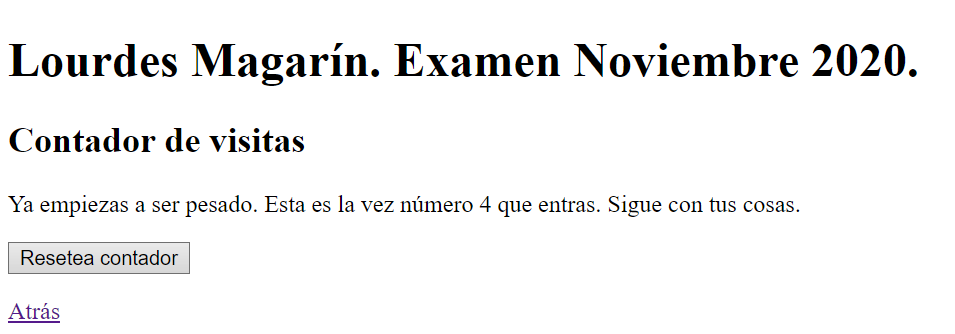 Lourdes Magarín. Examen Noviembre 2020.
Contador de visitas
Ya empiezas a ser pesado. Esta es la vez número 4 que entras. Sigue con tus cosas.
Resetea contador
Atrás